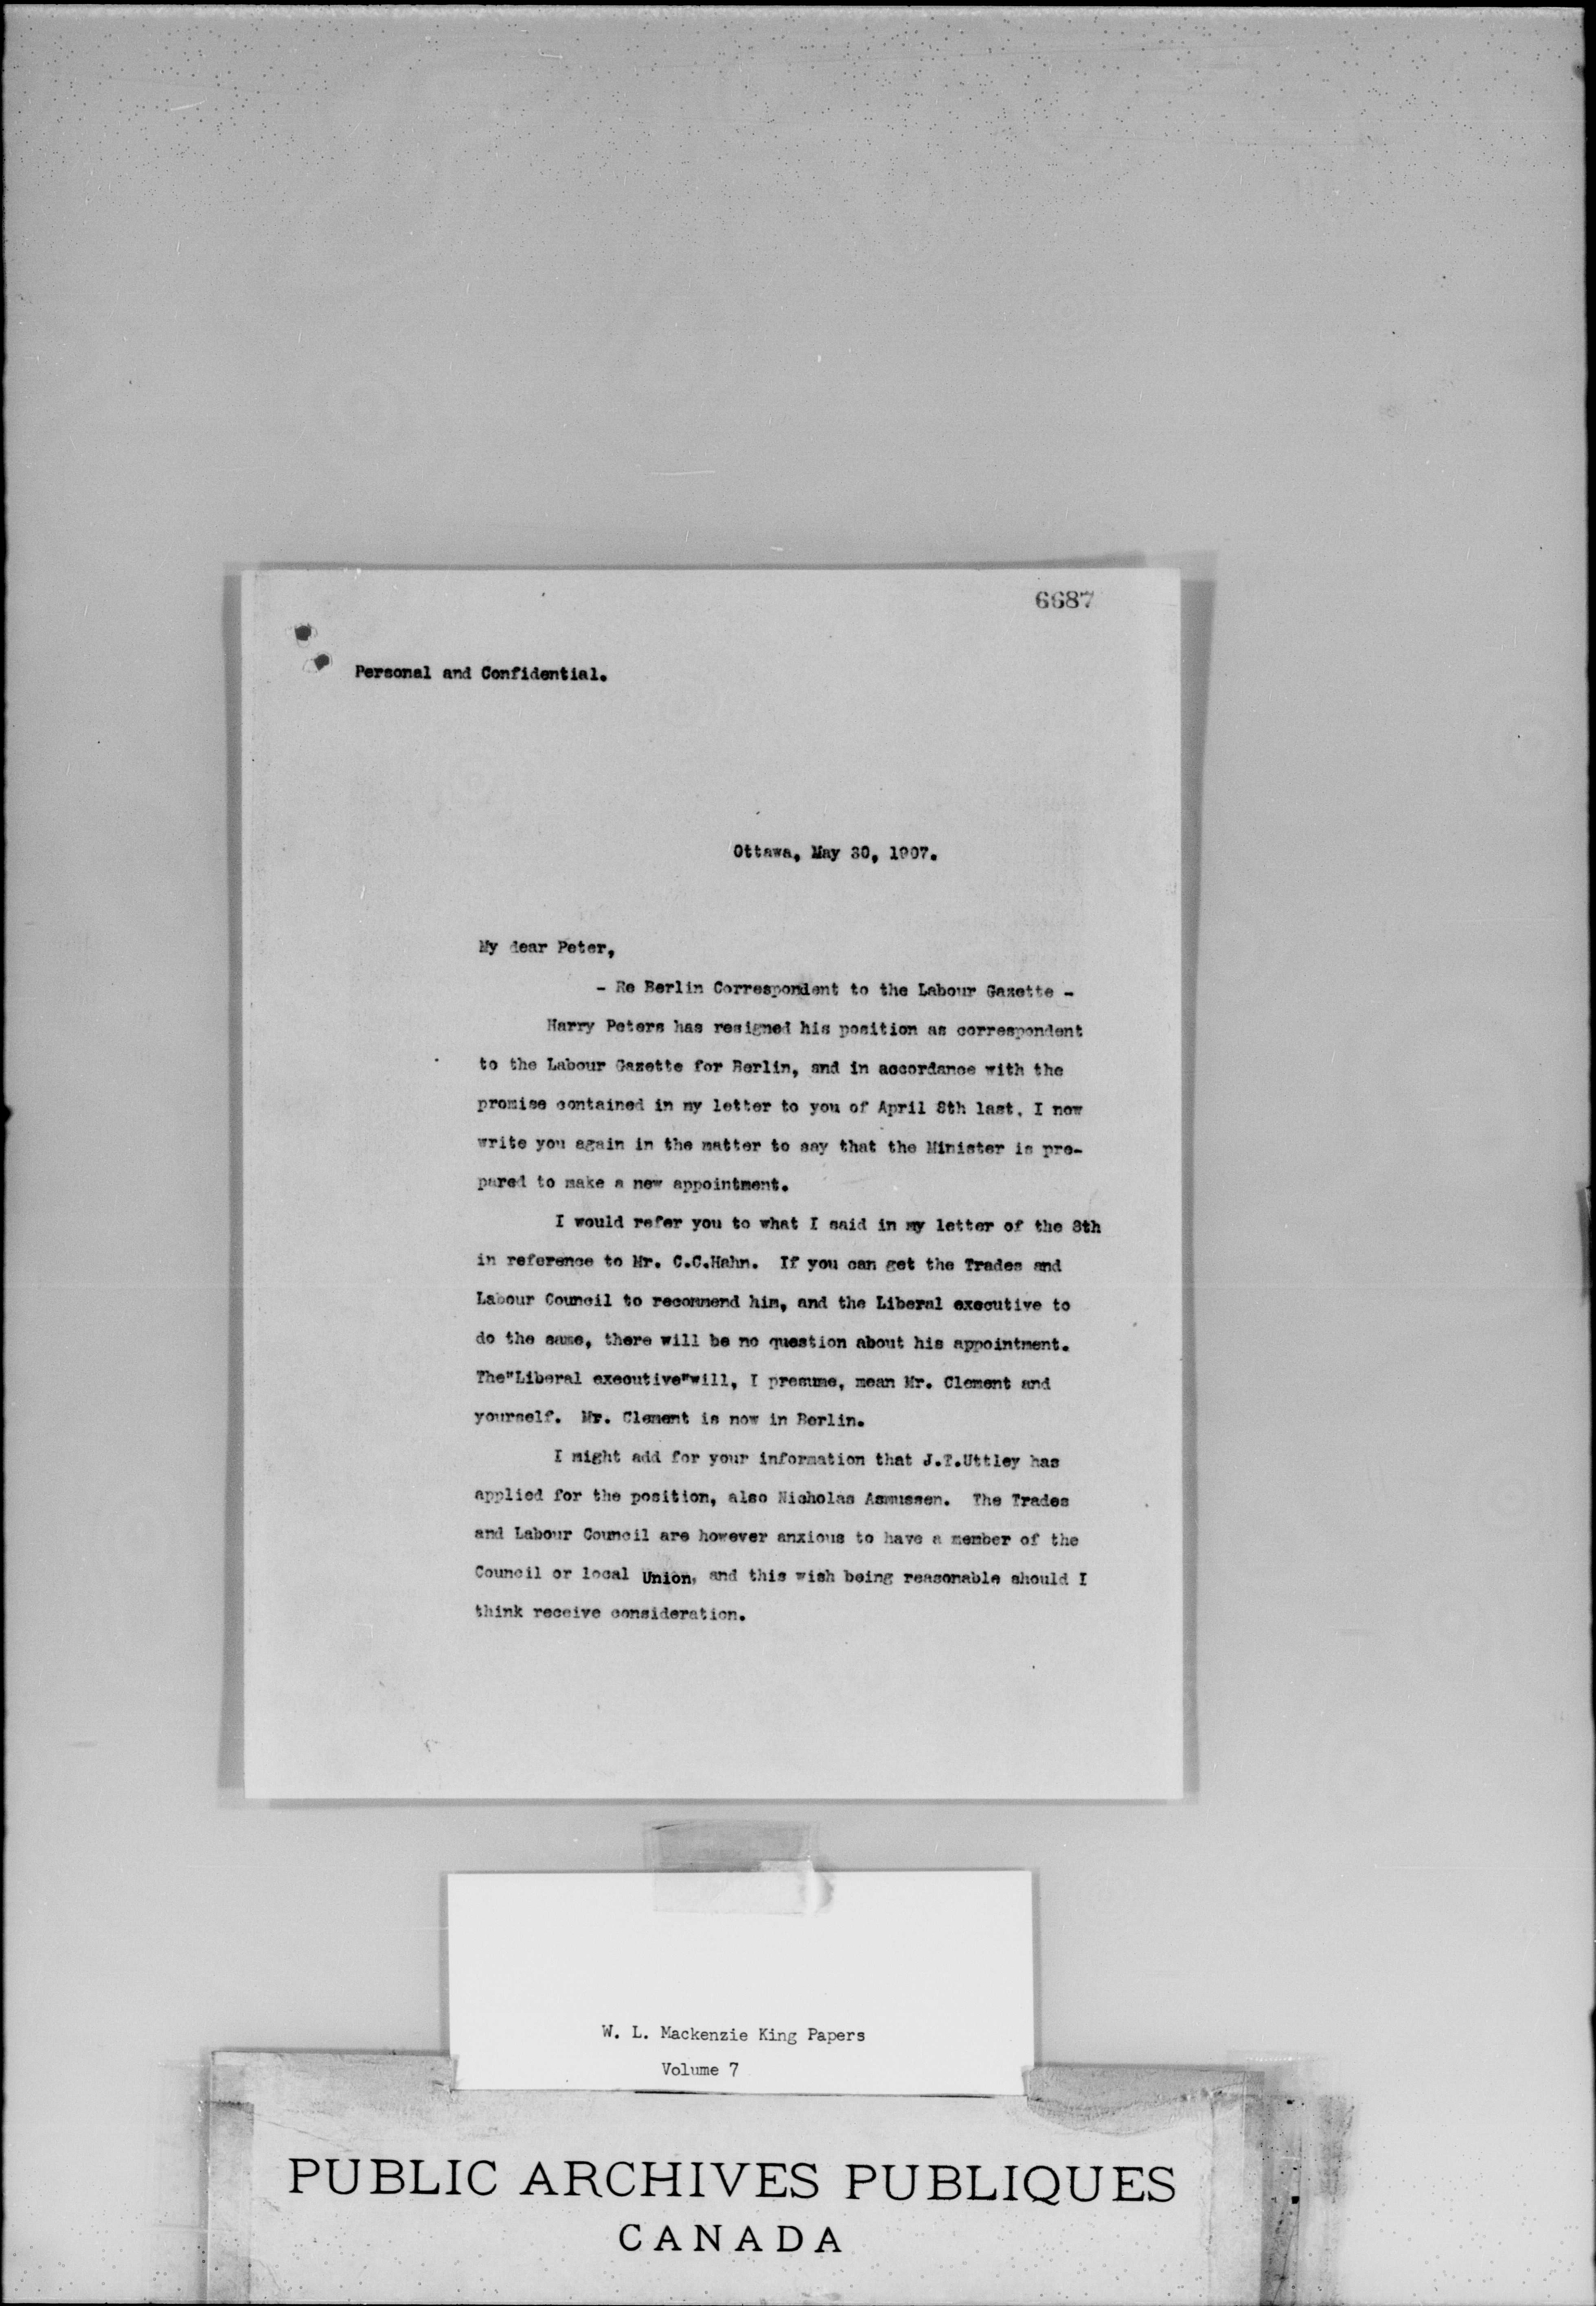 6687
Personal and Confidential.
Ottawa, May 30, 1907.
My dear Peter,
- Re Berlin Correspondent to the Labour Gazette -
Harry Peters has resigned his position as correspondent
to the Labour Gazette for Berlin, and in accordance with the
promise contained in my letter to you of April 8th last, I now
write you again in the matter to say that the Minister is pre-
pared to make a new appointment.
I would refer you to what I said in my letter of the 8th
in reference to Mr. C.C.Hahn. If you can get the Trades and
Labour Council to recommend him, and the Liberal executive to
do the same, there will be no question about his appointment.
The"Liberal executive"will, I presume, mean Mr. Clement and
yourself. Mr. Clement is now in Berlin.
I might add for your information that Uttley has
applied for the position, also Nicholas Asmussen. The Trades
and Labour Council are however anxious to have a member of the
Council or local Union, and this wish being reasonable should I
think receive consideration.
W. L. Mackenzie King Papers
Volume 7
PUBLIC ARCHIVES PUBLIQUES
CANADA